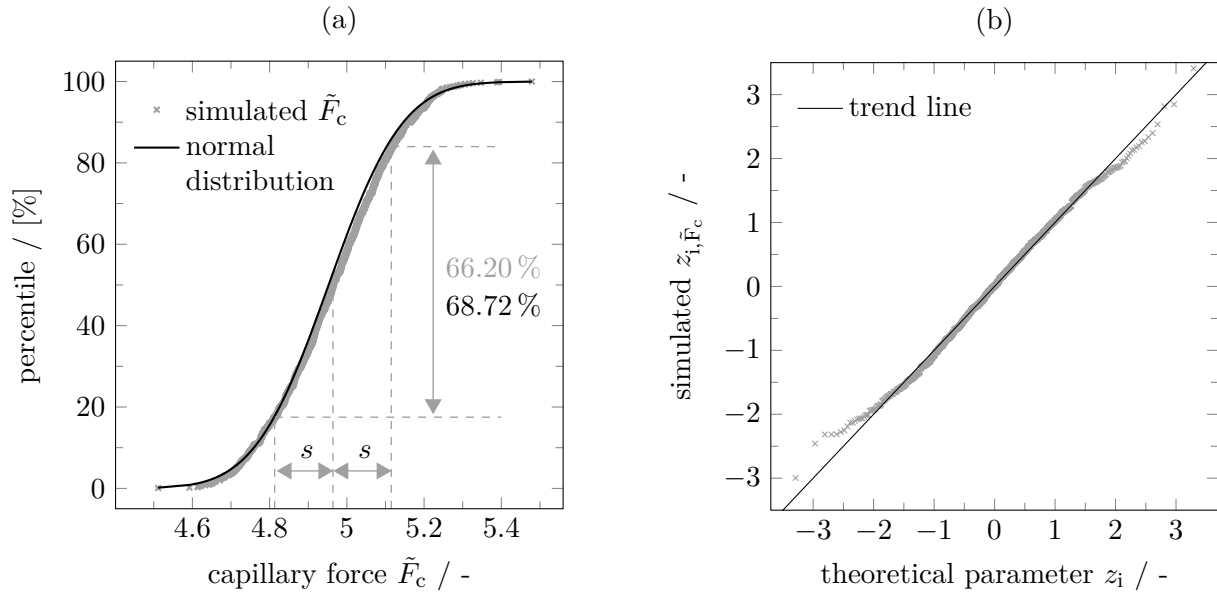 (a)
percentile / [%]
100
80
60
40
20
0
simulated F̃c
normal
distribution
66.20 %
68.72 %
s s
4.6 4.8 5 5.2 5.4
capillary force F̃c / -
(b)
simulated zi,F̃c / -
3
2
1
0
−1
−2
−3
trend line
−3 −2 −1 0 1 2 3
theoretical parameter zi / -